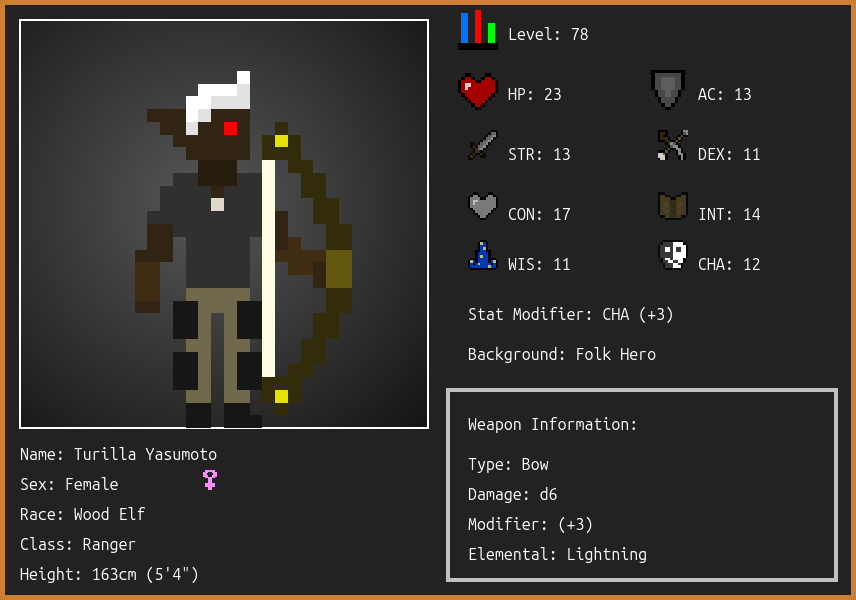 Level: 78
HP: 23
AC: 13
STR: 13
DEX: 11
CON: 17
INT: 14
WIS: 11
CHA: 12
Stat Modifier: CHA (+3)
Background: Folk Hero
Weapon Information:
Type: Bow
Damage: d6
Modifier: (+3)
Elemental: Lightning
Name: Turilla Yasumoto
Sex: Female
Race: Wood Elf
Class: Ranger
Height: 163cm (5'4")